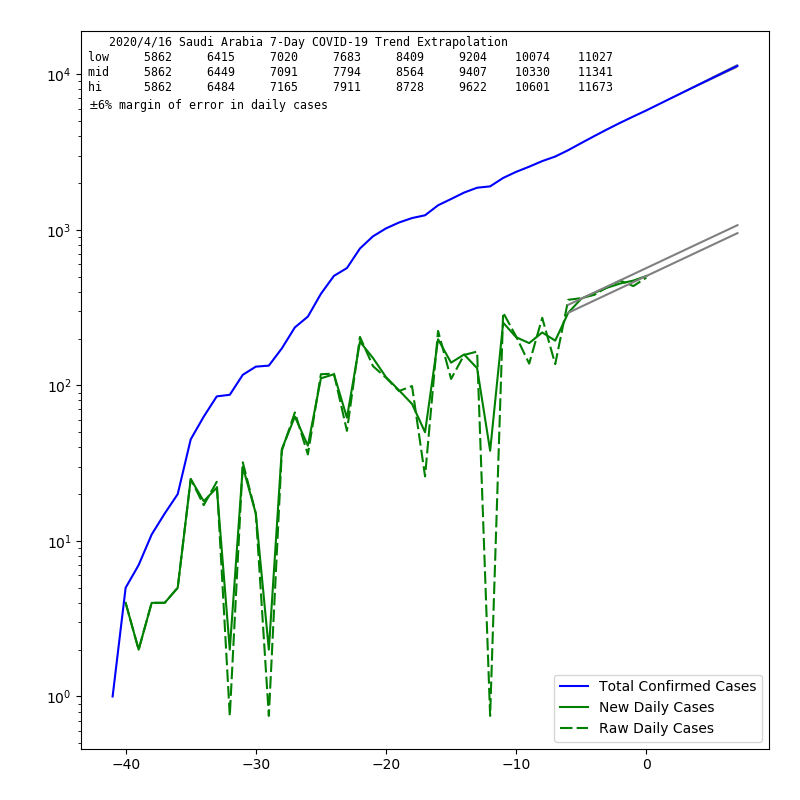 2020/4/16 Saudi Arabia 7-Day COVID-19 Trend Extrapolation
low 5862 6415 7020 7683 8409 9204 10074 11027
mid 5862 6449 7091 7794 8564 9407 10330 11341
hi 5862 6484 7165 7911 8728 9622 10601 11673
±6% margin of error in daily cases
10⁴
10³
10²
10¹
10⁰
Total Confirmed Cases
New Daily Cases
Raw Daily Cases
−40 −30 −20 −10 0